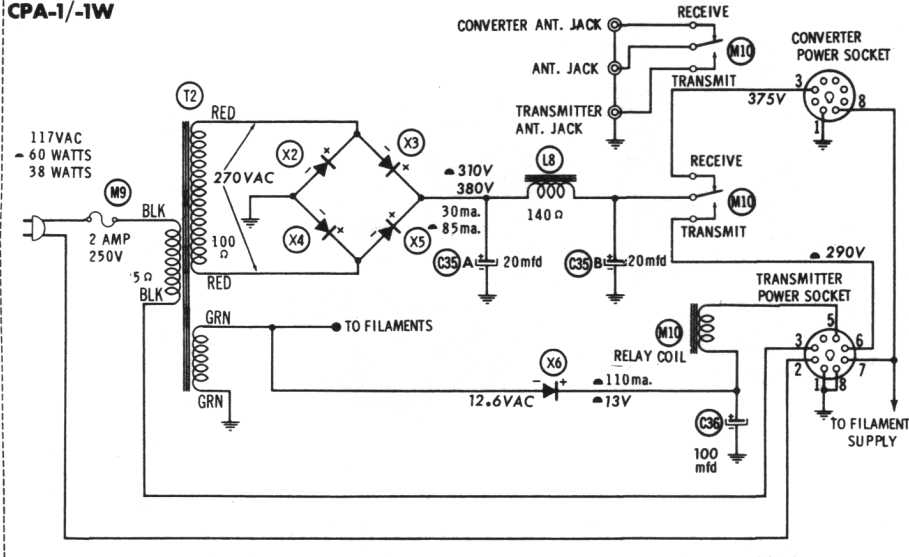 CPA-1/-1W
CONVERTER ANT. JACK
RECEIVE
M10
ANT. JACK
TRANSMIT
TRANSMITTER
ANT. JACK
CONVERTER
POWER SOCKET
3
375V
8
1
T2
RED
117VAC
60 WATTS
38 WATTS
M9
BLK
2 AMP
250V
5Ω
BLK
270VAC
100
Ω
RED
X2
-
+
X3
-
+
X4
-
+
X5
-
+
310V
380V
30ma.
85ma.
L8
140Ω
C35 A
+
-
20mfd
C35 B
+
-
20mfd
RECEIVE
M10
TRANSMIT
290V
TRANSMITTER
POWER SOCKET
5
3
6
2
7
1
8
M10
RELAY COIL
GRN
TO FILAMENTS
GRN
X6
-
+
12.6VAC
110ma.
13V
C36
+
-
100
mfd
TO FILAMENT
SUPPLY